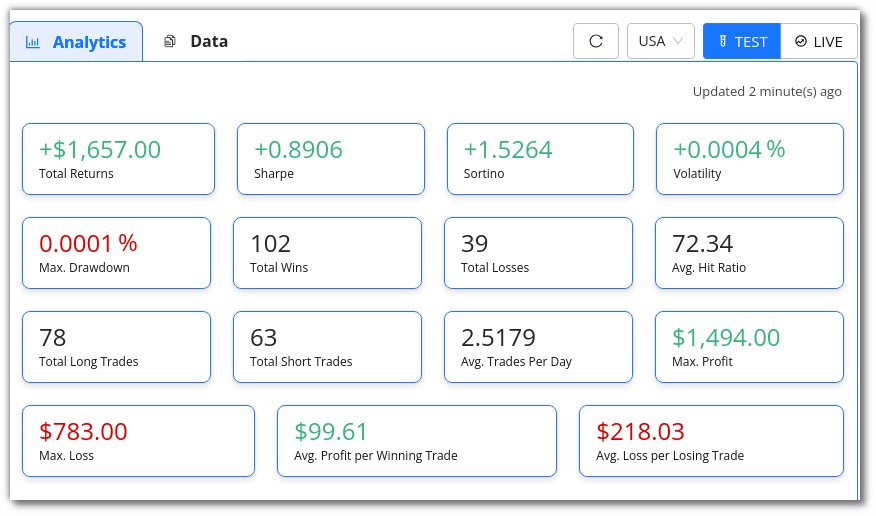 Analytics Data USA TEST LIVE
Updated 2 minute(s) ago
+$1,657.00 +0.8906 +1.5264 +0.0004 %
Total Returns Sharpe Sortino Volatility
0.0001 % 102 39 72.34
Max. Drawdown Total Wins Total Losses Avg. Hit Ratio
78 63 2.5179 $1,494.00
Total Long Trades Total Short Trades Avg. Trades Per Day Max. Profit
$783.00 $99.61 $218.03
Max. Loss Avg. Profit per Winning Trade Avg. Loss per Losing Trade